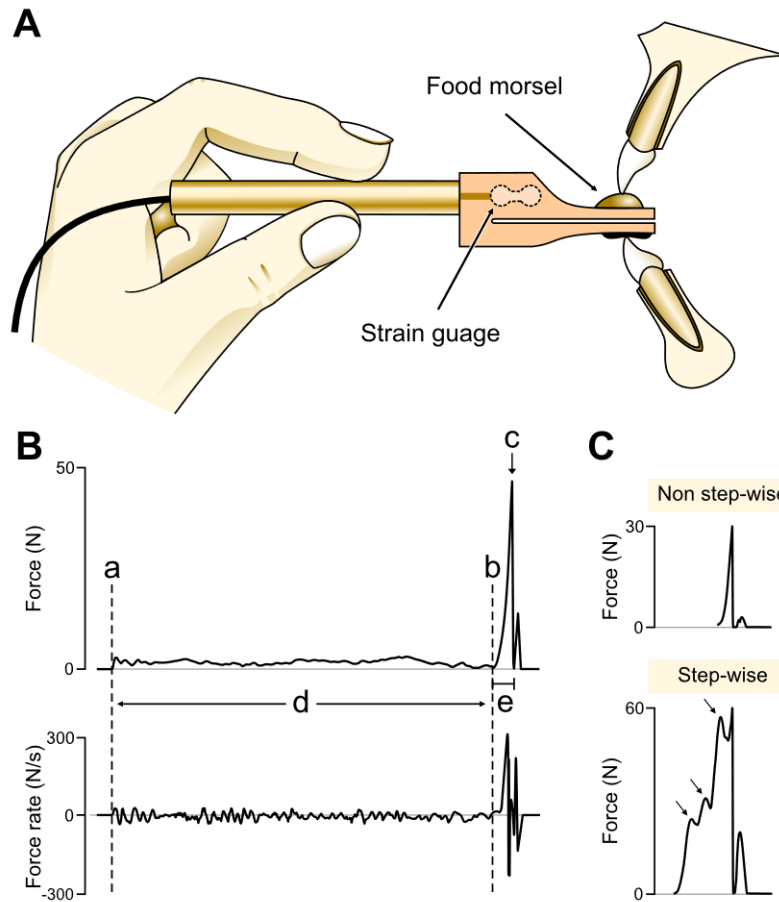 A
Food morsel
Strain guage
B
50
Force (N)
0
a
b
c
d
e
300
Force rate (N/s)
0
-300
C
Non step-wise
30
Force (N)
0
Step-wise
60
Force (N)
0